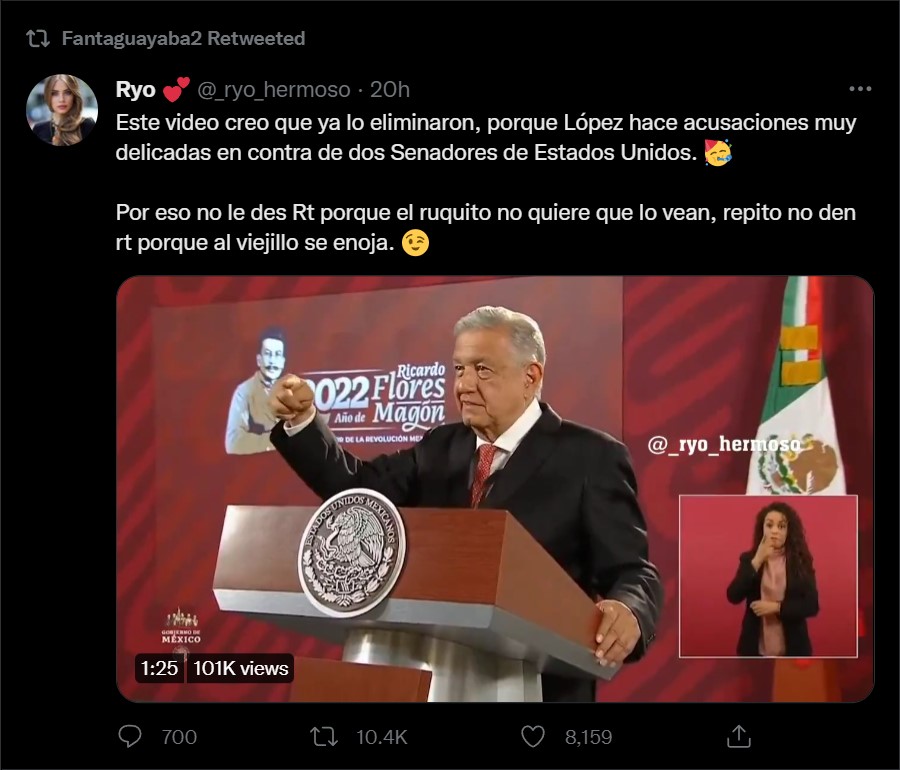 Fantaguayaba2 Retweeted
Ryo 💕 @_ryo_hermoso · 20h
Este video creo que ya lo eliminaron, porque López hace acusaciones muy
delicadas en contra de dos Senadores de Estados Unidos. 🥳
Por eso no le des Rt porque el ruquito no quiere que lo vean, repito no den
rt porque al viejillo se enoja. 😉
2022 Ricardo
Flores
Año de Magón
DE LA REVOLUCIÓN
@_ryo_hermoso
ESTADOS UNIDOS MEXICANOS
GOBIERNO DE
MÉXICO
1:25 101K views
700 10.4K 8,159